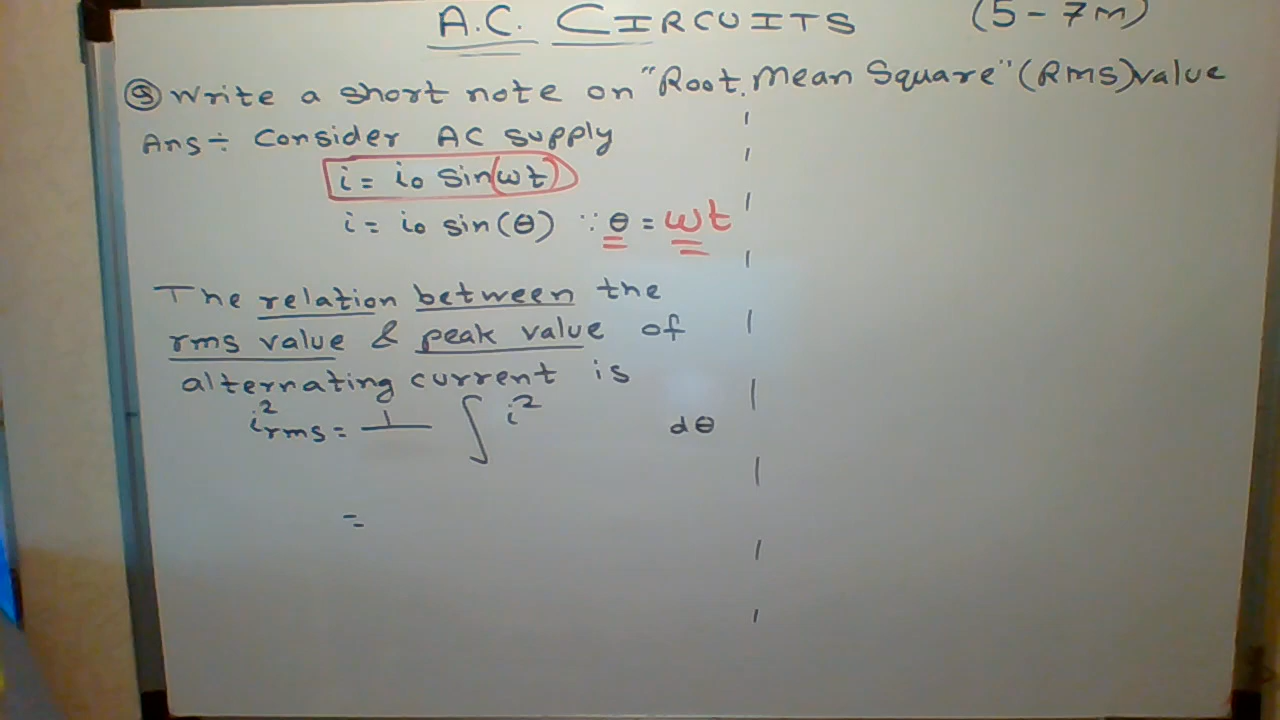 A.C. CIRCUITS (5-7m)
⑤ Write a short note on "Root Mean Square" (Rms) value
Ans ÷ Consider AC supply
i = i₀ sin(ωt)
i = i₀ sin(θ) ∵ θ = ωt
The relation between the
rms value & peak value of
alternating current is
i²rms = 1/ ∫ i² dθ
=